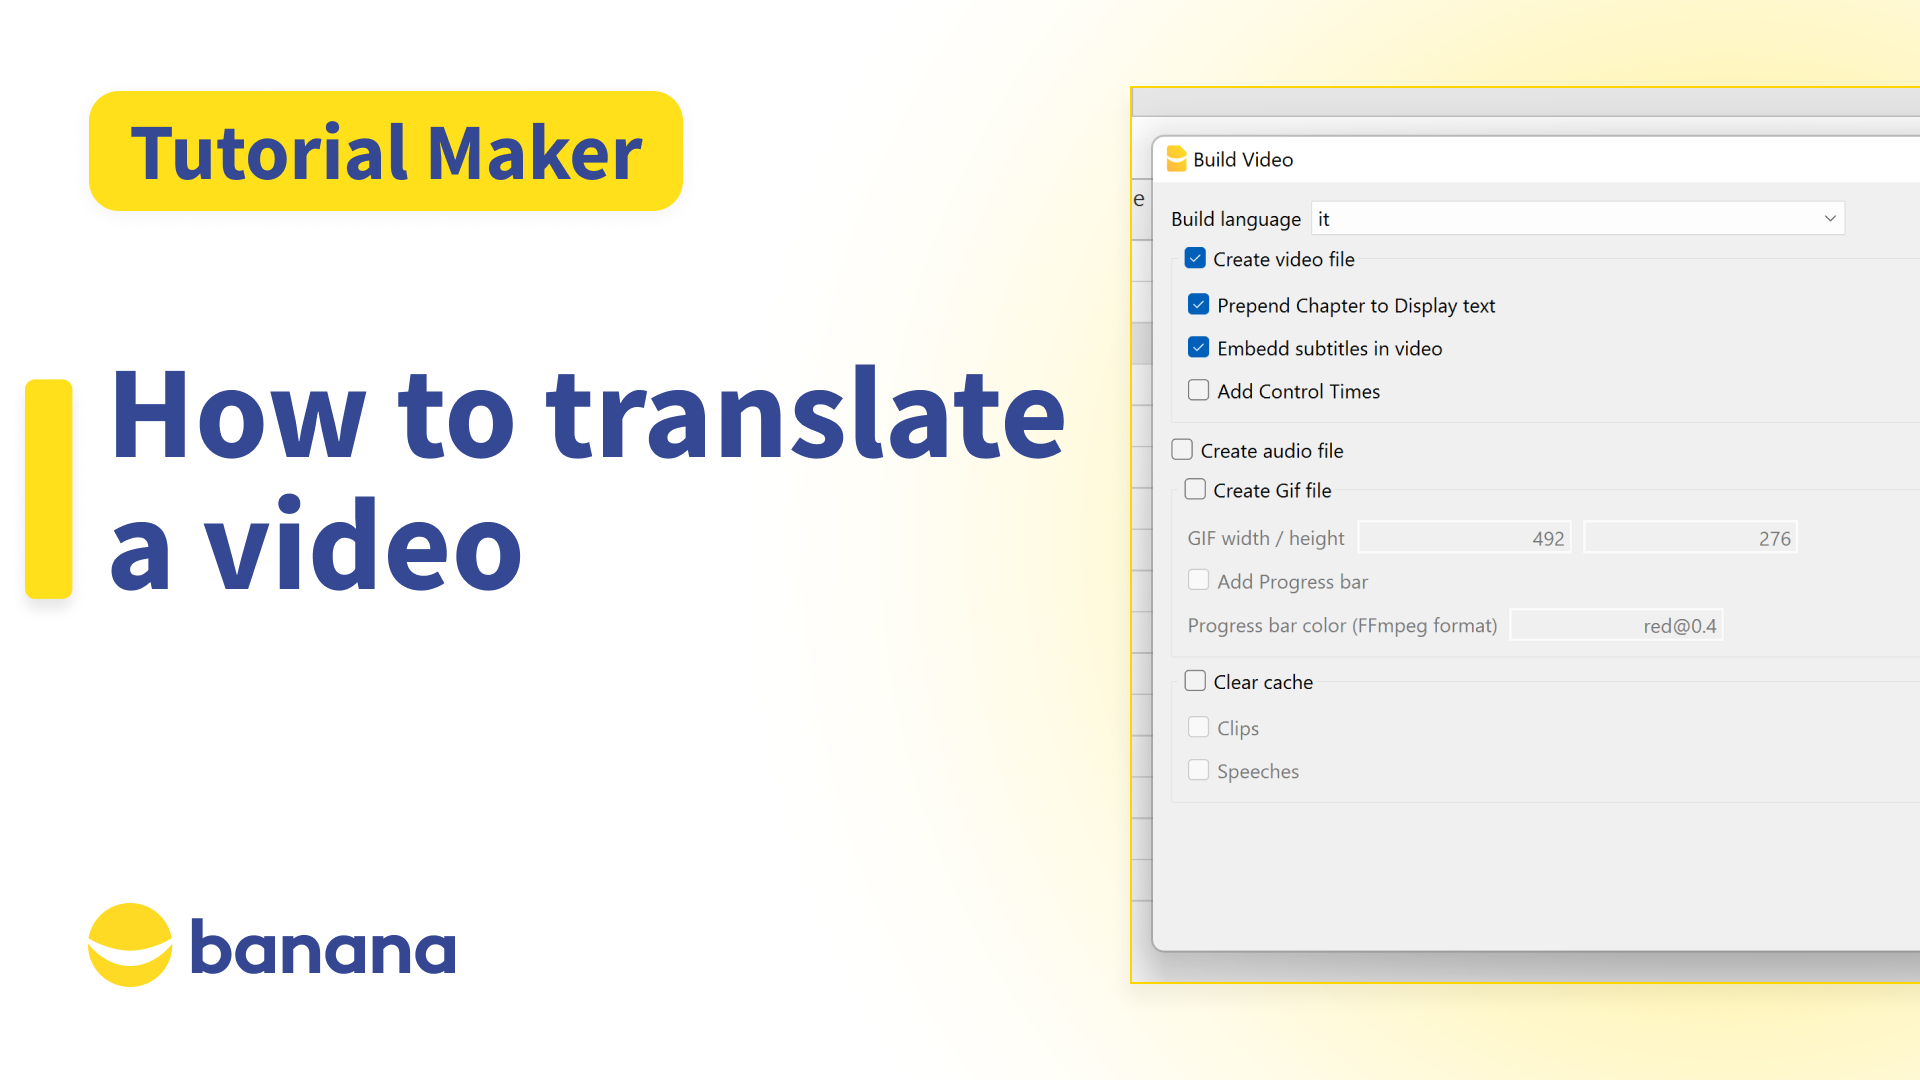 Tutorial Maker
How to translate
a video
banana
e
Build Video
Build language it
Create video file
Prepend Chapter to Display text
Embedd subtitles in video
Add Control Times
Create audio file
Create Gif file
GIF width / height 492 276
Add Progress bar
Progress bar color (FFmpeg format) red@0.4
Clear cache
Clips
Speeches